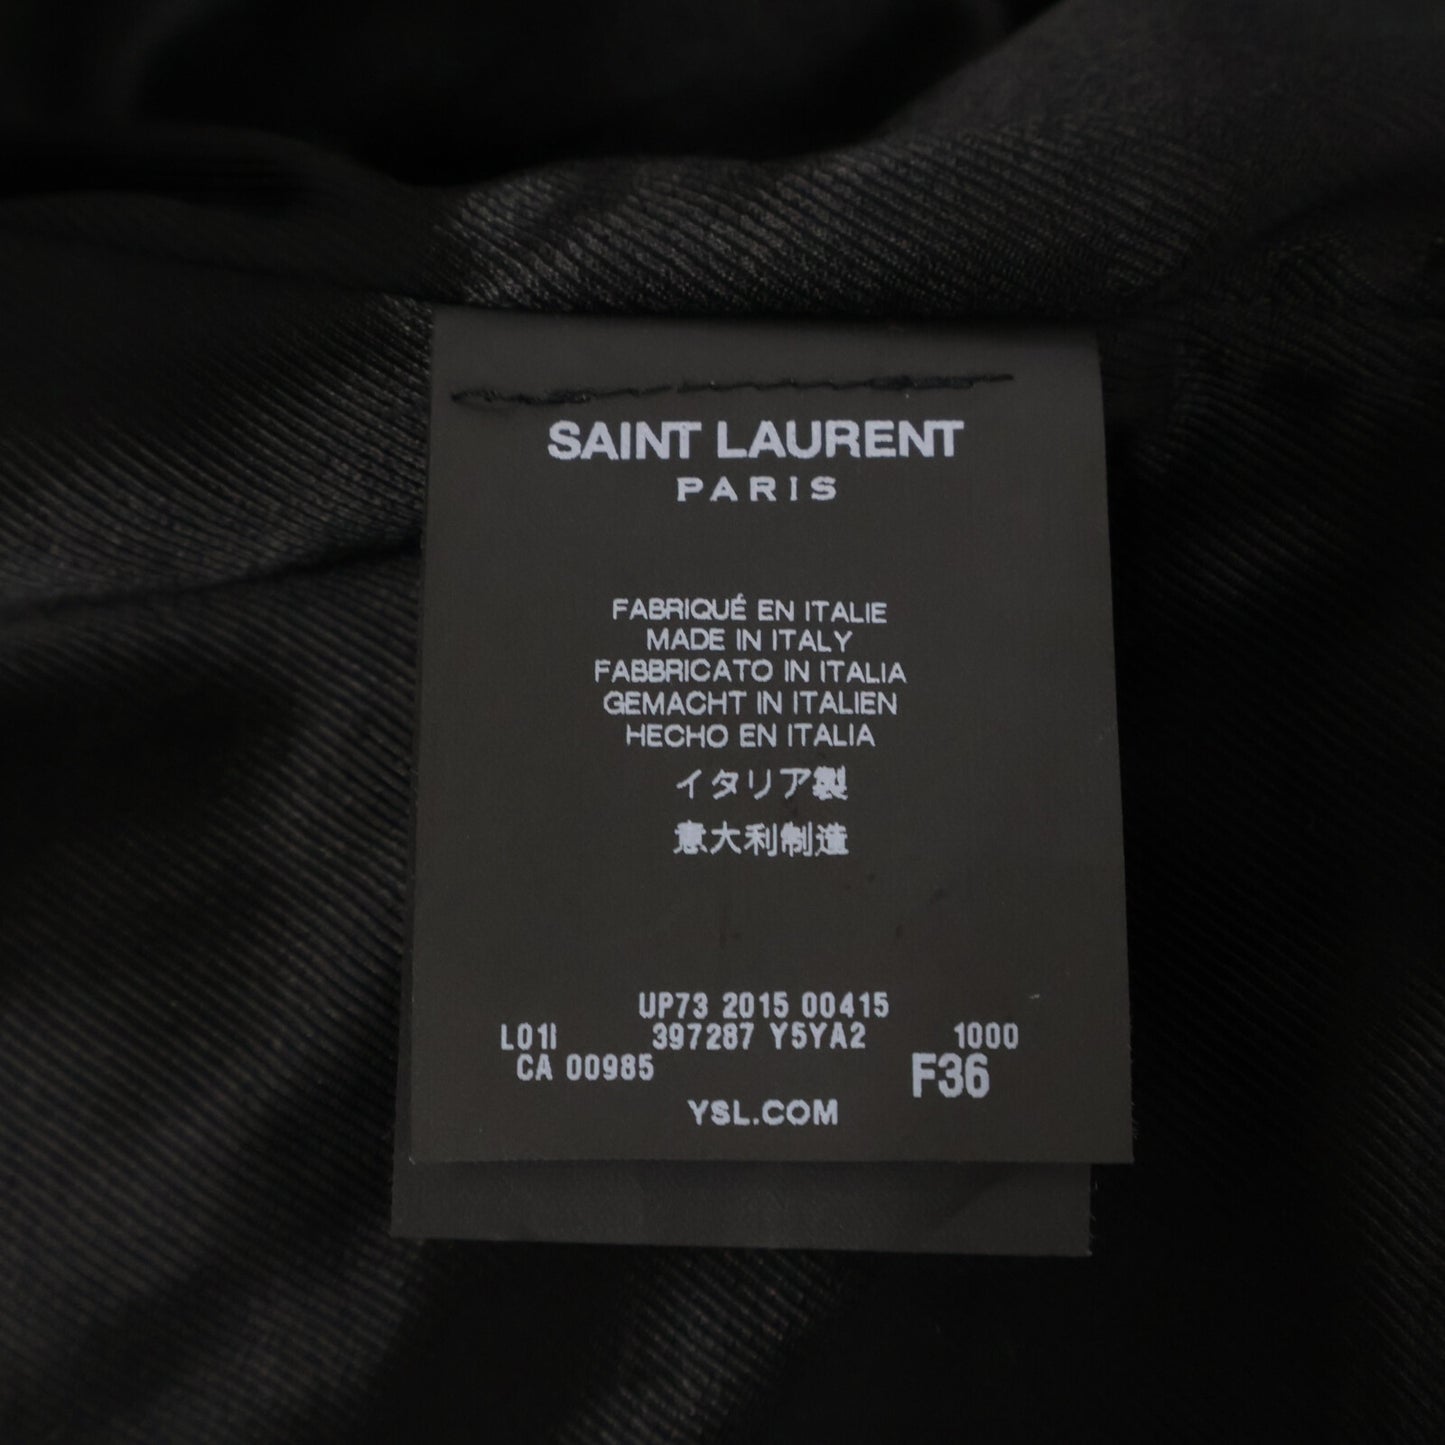 SAINT LAURENT
PARIS
FABRIQUÉ EN ITALIE
MADE IN ITALY
FABBRICATO IN ITALIA
GEMACHT IN ITALIEN
HECHO EN ITALIA
イタリア製
意大利制造
UP73 2015 00415
L01I 397287 Y5YA2 1000
CA 00985 F36
YSL.COM